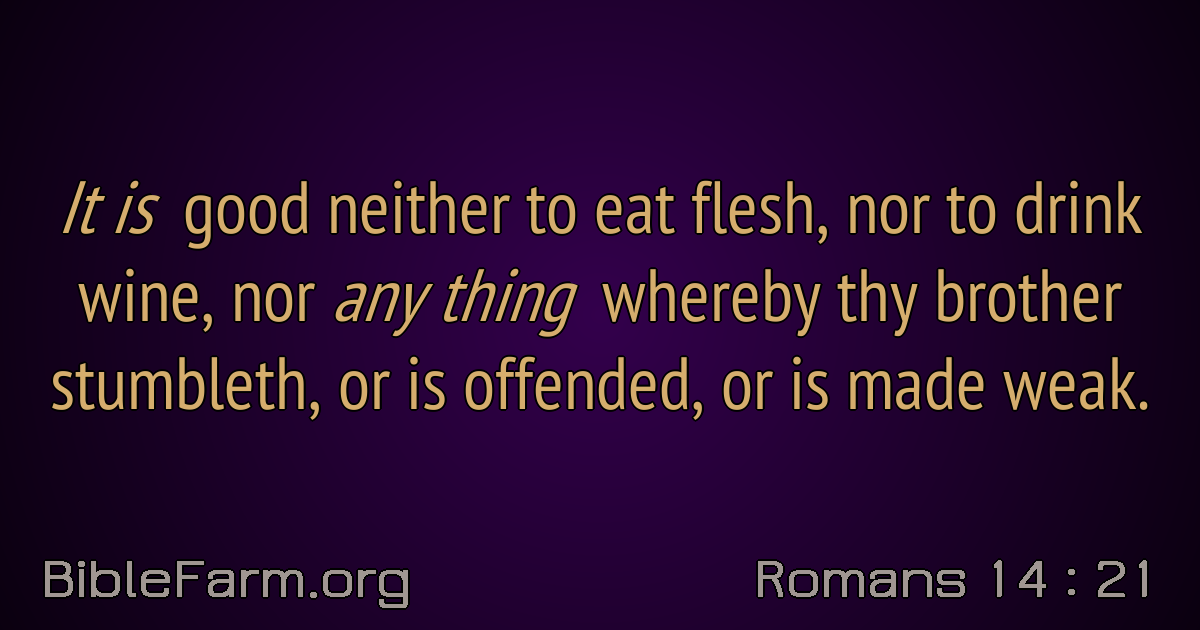 It is good neither to eat flesh, nor to drink
wine, nor any thing whereby thy brother
stumbleth, or is offended, or is made weak.
BibleFarm.org
Romans 14 : 21